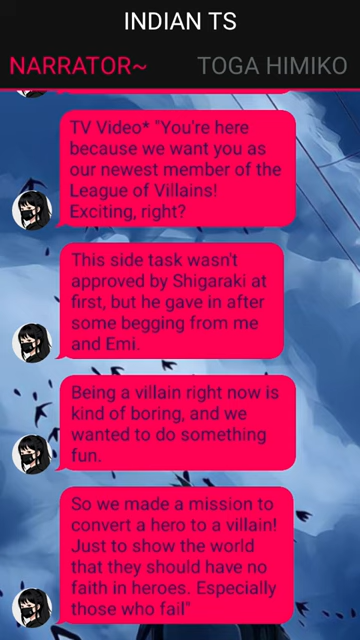 INDIAN TS
NARRATOR~ TOGA HIMIKO
TV Video* "You're here
because we want you as
our newest member of the
League of Villains!
Exciting, right?
This side task wasn't
approved by Shigaraki at
first, but he gave in after
some begging from me
and Emi.
Being a villain right now is
kind of boring, and we
wanted to do something
fun.
So we made a mission to
convert a hero to a villain!
Just to show the world
that they should have no
faith in heroes. Especially
those who fail"